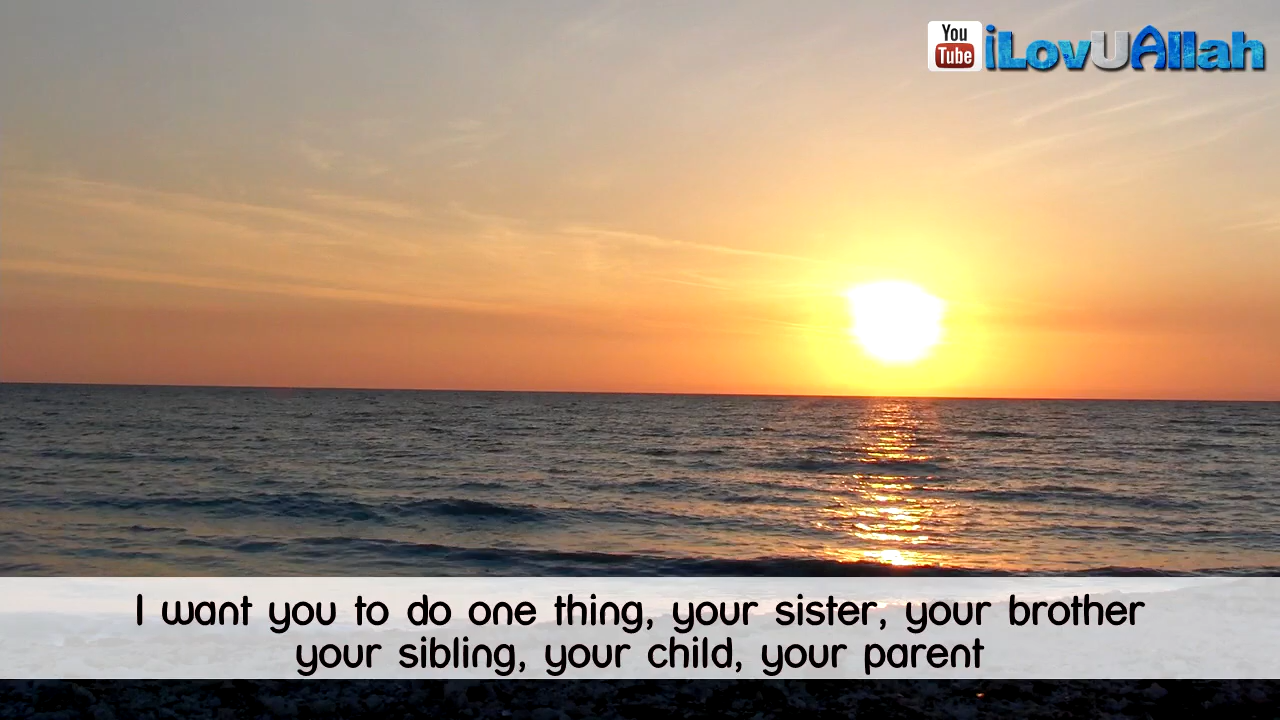 You
Tube
iLovUAllah
I want you to do one thing, your sister, your brother
your sibling, your child, your parent